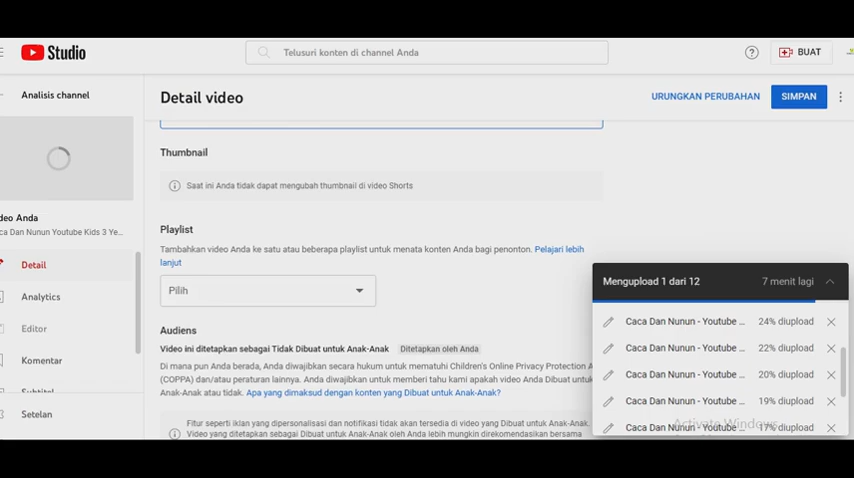 Studio
Telusuri konten di channel Anda
BUAT
Analisis channel
Detail video
URUNGKAN PERUBAHAN
SIMPAN
Thumbnail
Saat ini Anda tidak dapat mengubah thumbnail di video Shorts
deo Anda
ca Dan Nunun Youtube Kids 3 Ye...
Playlist
Tambahkan video Anda ke satu atau beberapa playlist untuk menata konten Anda bagi penonton. Pelajari lebih
lanjut
Pilih
Detail
Analytics
Editor
Komentar
Subtitel
Setelan
Audiens
Video ini ditetapkan sebagai Tidak Dibuat untuk Anak-Anak Ditetapkan oleh Anda
Di mana pun Anda berada, Anda diwajibkan secara hukum untuk mematuhi Children's Online Privacy Protection A
(COPPA) dan/atau peraturan lainnya. Anda diwajibkan untuk memberi tahu kami apakah video Anda Dibuat untuk
Anak-Anak atau tidak. Apa yang dimaksud dengan konten yang Dibuat untuk Anak-Anak?
Fitur seperti iklan yang dipersonalisasi dan notifikasi tidak akan tersedia di video yang Dibuat untuk Anak-Anak.
Video yang ditetapkan sebagai Dibuat untuk Anak-Anak oleh Anda lebih mungkin direkomendasikan bersama
Mengupload 1 dari 12
7 menit lagi
Caca Dan Nunun - Youtube ... 24% diupload
Caca Dan Nunun - Youtube ... 22% diupload
Caca Dan Nunun - Youtube ... 20% diupload
Caca Dan Nunun - Youtube ... 19% diupload
Caca Dan Nunun - Youtube ... 17% diupload
Activate Windows